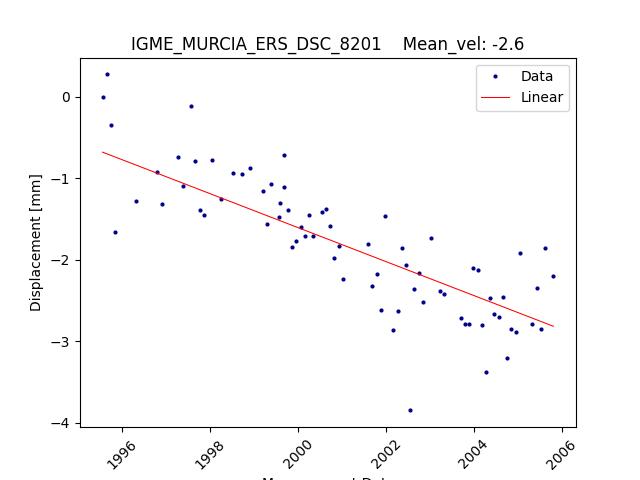 IGME_MURCIA_ERS_DSC_8201    Mean_vel: -2.6
Data
Linear
Displacement [mm]
0
−1
−2
−3
−4
1996
1998
2000
2002
2004
2006